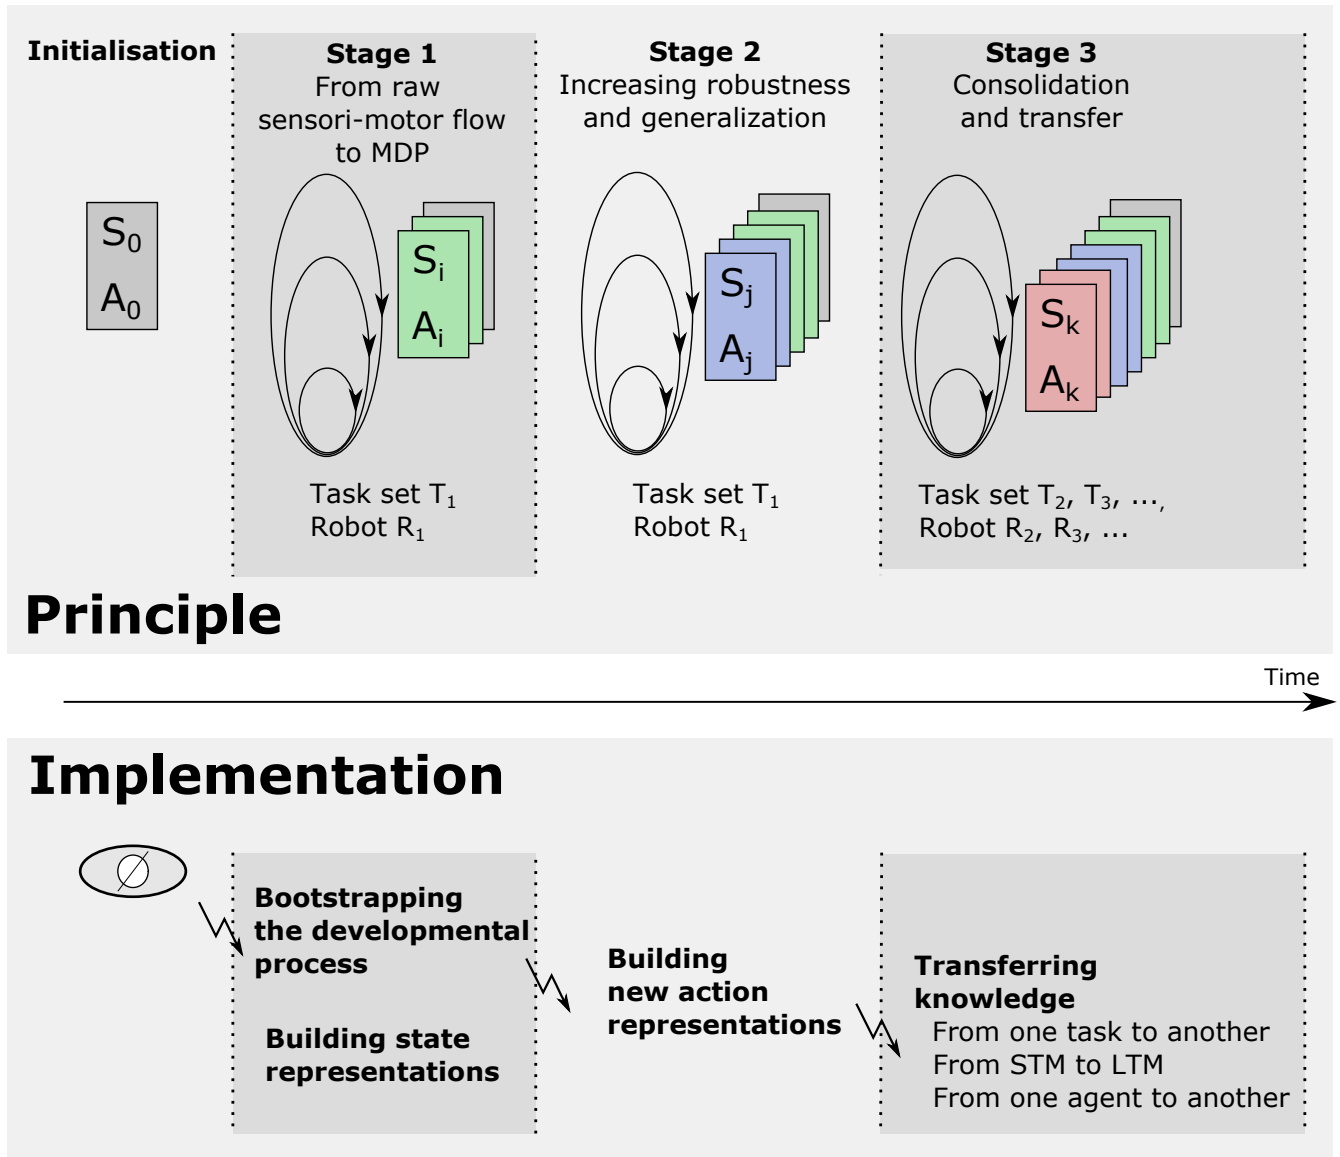 Initialisation
Stage 1
From raw
sensori-motor flow
to MDP
Stage 2
Increasing robustness
and generalization
Stage 3
Consolidation
and transfer
S0
A0
Si
Ai
Sj
Aj
Sk
Ak
Task set T1
Robot R1
Task set T1
Robot R1
Task set T2, T3, ...,
Robot R2, R3, ...
Principle
Time
Implementation
Bootstrapping
the developmental
process
Building state
representations
Building
new action
representations
Transferring
knowledge
From one task to another
From STM to LTM
From one agent to another